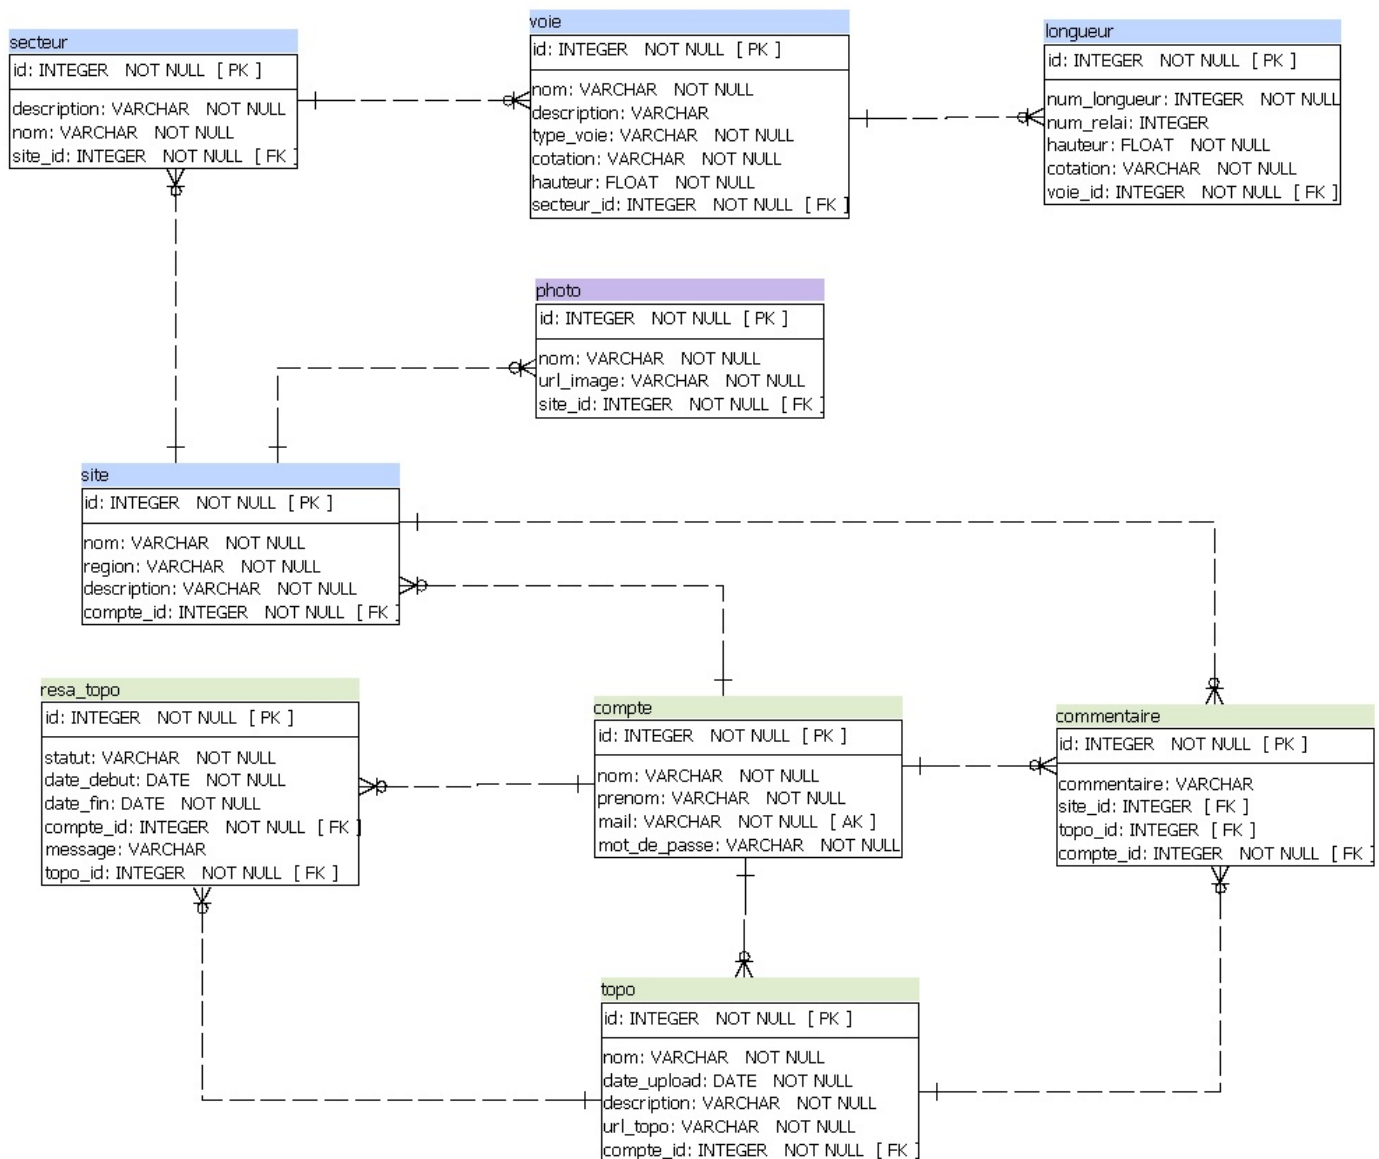 secteur
id: INTEGER NOT NULL [ PK ]
description: VARCHAR NOT NULL
nom: VARCHAR NOT NULL
site_id: INTEGER NOT NULL [ FK ]
voie
id: INTEGER NOT NULL [ PK ]
nom: VARCHAR NOT NULL
description: VARCHAR
type_voie: VARCHAR NOT NULL
cotation: VARCHAR NOT NULL
hauteur: FLOAT NOT NULL
secteur_id: INTEGER NOT NULL [ FK ]
longueur
id: INTEGER NOT NULL [ PK ]
num_longueur: INTEGER NOT NULL
num_relai: INTEGER
hauteur: FLOAT NOT NULL
cotation: VARCHAR NOT NULL
voie_id: INTEGER NOT NULL [ FK ]
photo
id: INTEGER NOT NULL [ PK ]
nom: VARCHAR NOT NULL
url_image: VARCHAR NOT NULL
site_id: INTEGER NOT NULL [ FK ]
site
id: INTEGER NOT NULL [ PK ]
nom: VARCHAR NOT NULL
region: VARCHAR NOT NULL
description: VARCHAR NOT NULL
compte_id: INTEGER NOT NULL [ FK ]
resa_topo
id: INTEGER NOT NULL [ PK ]
statut: VARCHAR NOT NULL
date_debut: DATE NOT NULL
date_fin: DATE NOT NULL
compte_id: INTEGER NOT NULL [ FK ]
message: VARCHAR
topo_id: INTEGER NOT NULL [ FK ]
compte
id: INTEGER NOT NULL [ PK ]
nom: VARCHAR NOT NULL
prenom: VARCHAR NOT NULL
mail: VARCHAR NOT NULL [ AK ]
mot_de_passe: VARCHAR NOT NULL
commentaire
id: INTEGER NOT NULL [ PK ]
commentaire: VARCHAR
site_id: INTEGER [ FK ]
topo_id: INTEGER [ FK ]
compte_id: INTEGER NOT NULL [ FK ]
topo
id: INTEGER NOT NULL [ PK ]
nom: VARCHAR NOT NULL
date_upload: DATE NOT NULL
description: VARCHAR NOT NULL
url_topo: VARCHAR NOT NULL
compte_id: INTEGER NOT NULL [ FK ]